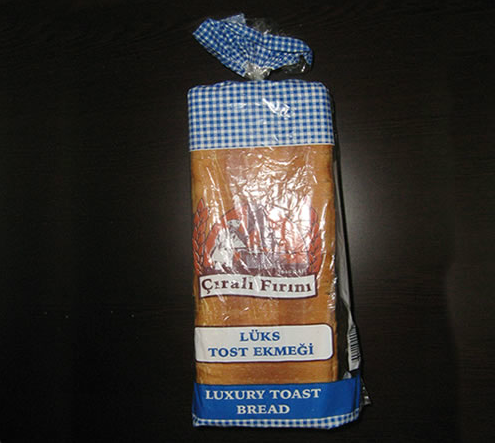 Çıralı Fırını
LÜKS
TOST EKMEĞİ
LUXURY TOAST
BREAD